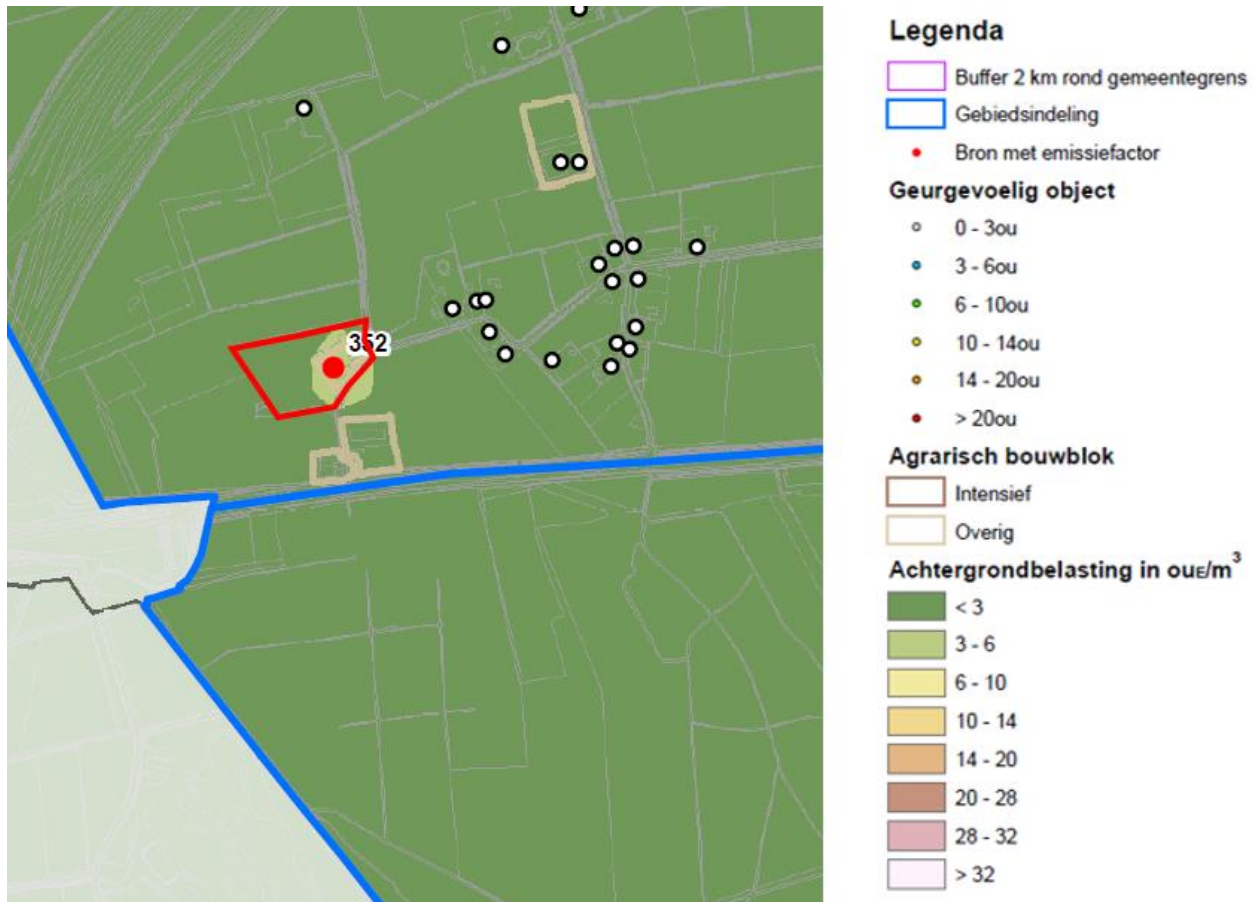 352
Legenda
Buffer 2 km rond gemeentegrens
Gebiedsindeling
Bron met emissiefactor
Geurgevoelig object
0 - 3ou
3 - 6ou
6 - 10ou
10 - 14ou
14 - 20ou
> 20ou
Agrarisch bouwblok
Intensief
Overig
Achtergrondbelasting in ouE/m³
< 3
3 - 6
6 - 10
10 - 14
14 - 20
20 - 28
28 - 32
> 32